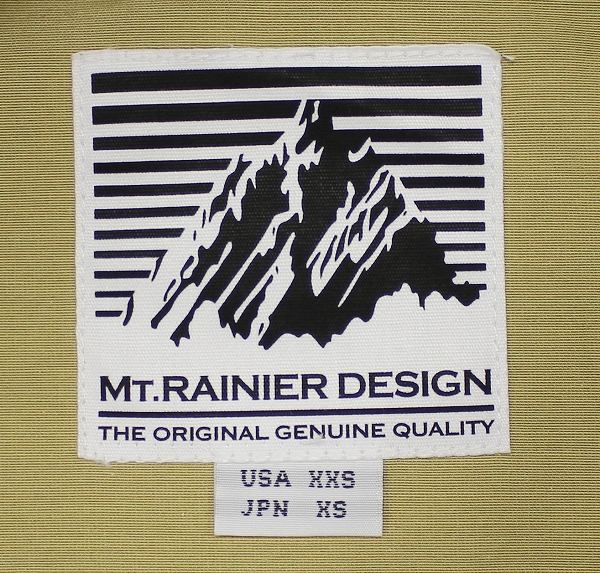 MT.RAINIER DESIGN
THE ORIGINAL GENUINE QUALITY
USA XXS
JPN XS